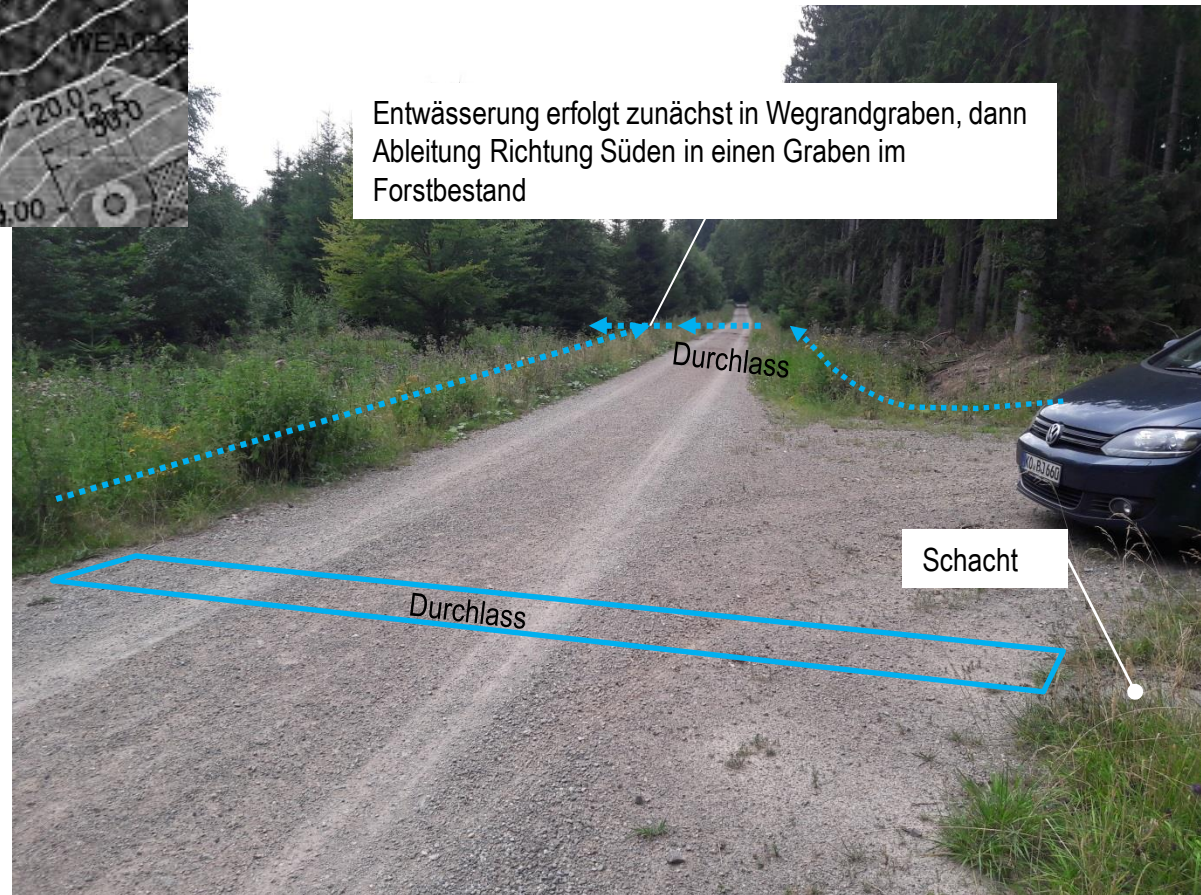 WEA02
20.0
12.5
30.0
Entwässerung erfolgt zunächst in Wegrandgraben, dann
Ableitung Richtung Süden in einen Graben im
Forstbestand
Durchlass
Schacht
Durchlass